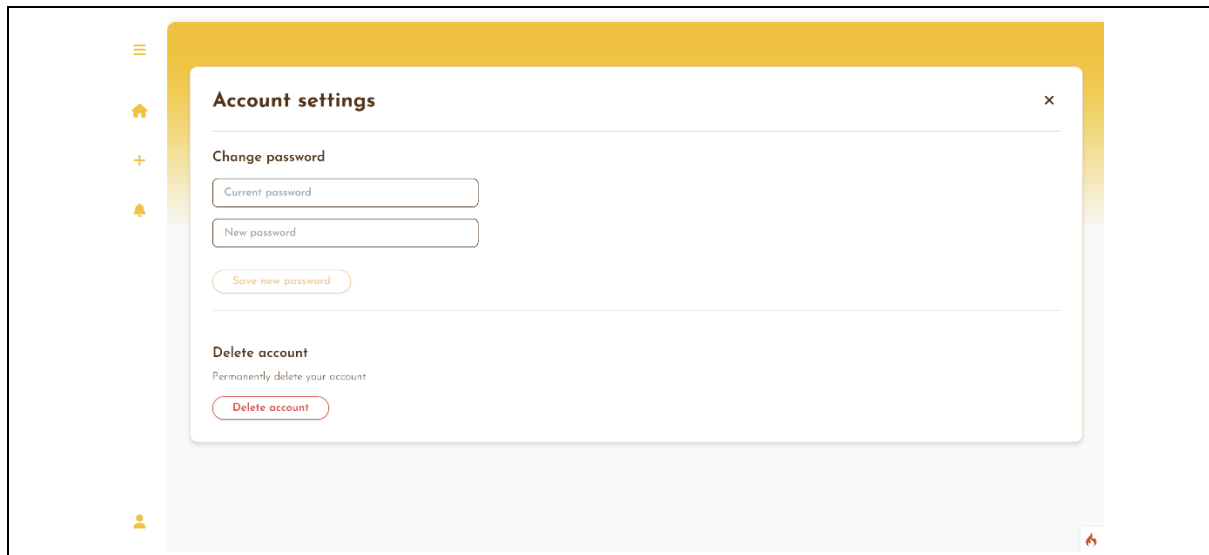 Account settings
Change password
Current password
New password
Save new password
Delete account
Permanently delete your account
Delete account